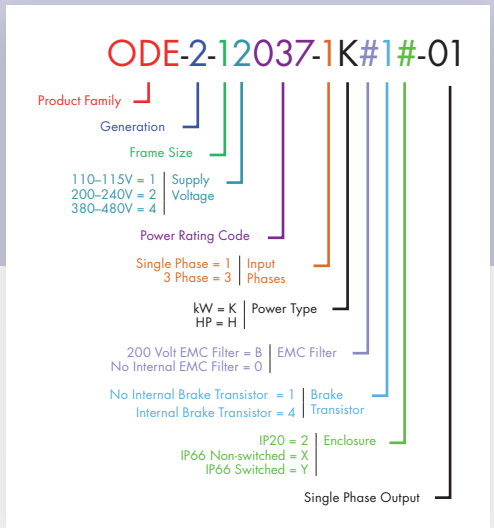 ODE-2-12037-1K#1#-01
Product Family
Generation
Frame Size
110–115V = 1 Supply
200–240V = 2 Voltage
380–480V = 4
Power Rating Code
Single Phase = 1 Input
3 Phase = 3 Phases
kW = K Power Type
HP = H
200 Volt EMC Filter = B EMC Filter
No Internal EMC Filter = 0
No Internal Brake Transistor = 1 Brake
Internal Brake Transistor = 4 Transistor
IP20 = 2 Enclosure
IP66 Non-switched = X
IP66 Switched = Y
Single Phase Output